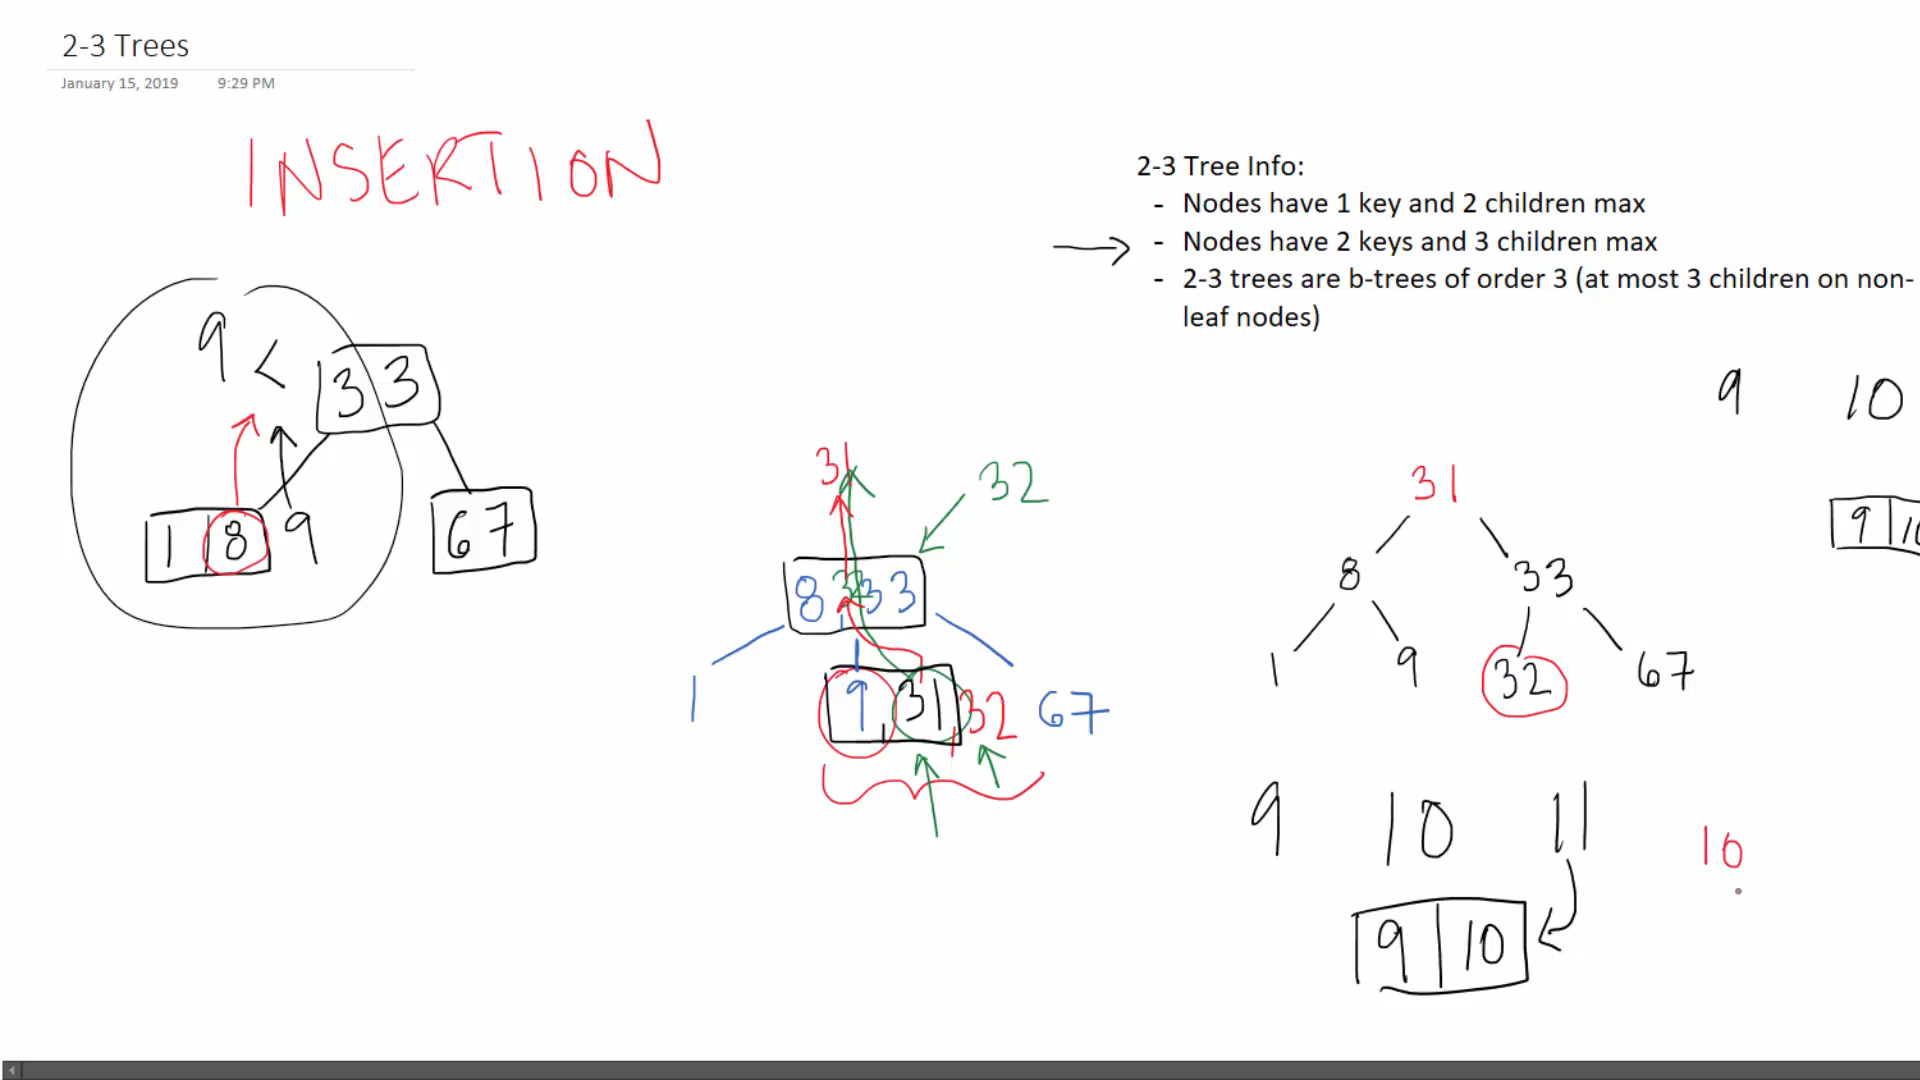 2-3 Trees
January 15, 2019 9:29 PM
INSERTION
2-3 Tree Info:
- Nodes have 1 key and 2 children max
- Nodes have 2 keys and 3 children max
- 2-3 trees are b-trees of order 3 (at most 3 children on non-
leaf nodes)
9 < 33
1 8 9 67
31 32
8 32 33
1 9 31 32 67
31
8 33
1 9 32 67
9 10
9 10
9 10 11 10
9 10